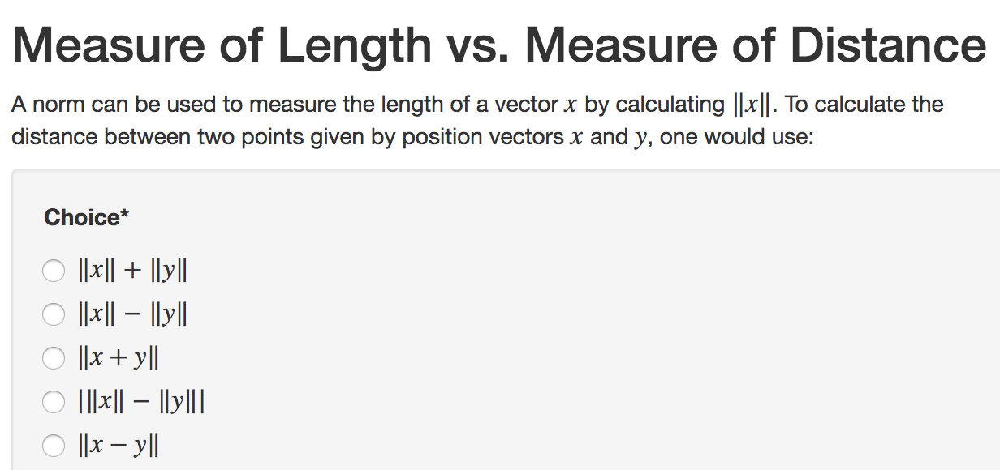 Measure of Length vs. Measure of Distance
A norm can be used to measure the length of a vector x by calculating ||x||. To calculate the
distance between two points given by position vectors x and y, one would use:
Choice*
||x|| + ||y||
||x|| − ||y||
||x + y||
|||x|| − ||y|||
||x − y||